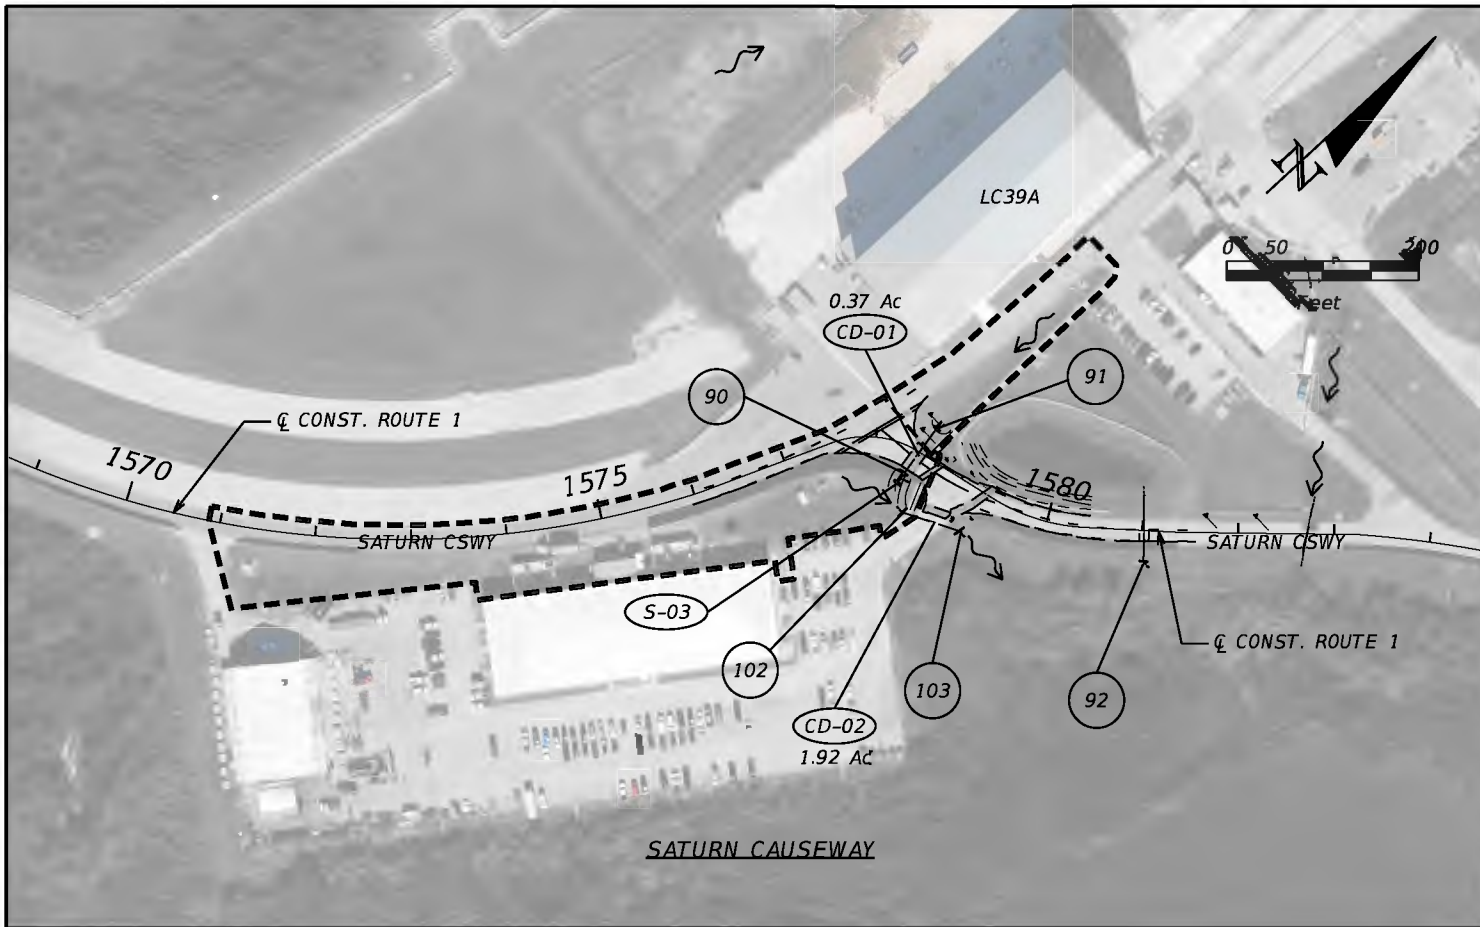 LC39A
N
0 50 200
Feet
0.37 Ac
CD-01
91
90
℄ CONST. ROUTE 1
1570
1575
1580
SATURN CSWY
SATURN CSWY
S-03
℄ CONST. ROUTE 1
102
103
92
CD-02
1.92 Ac
SATURN CAUSEWAY